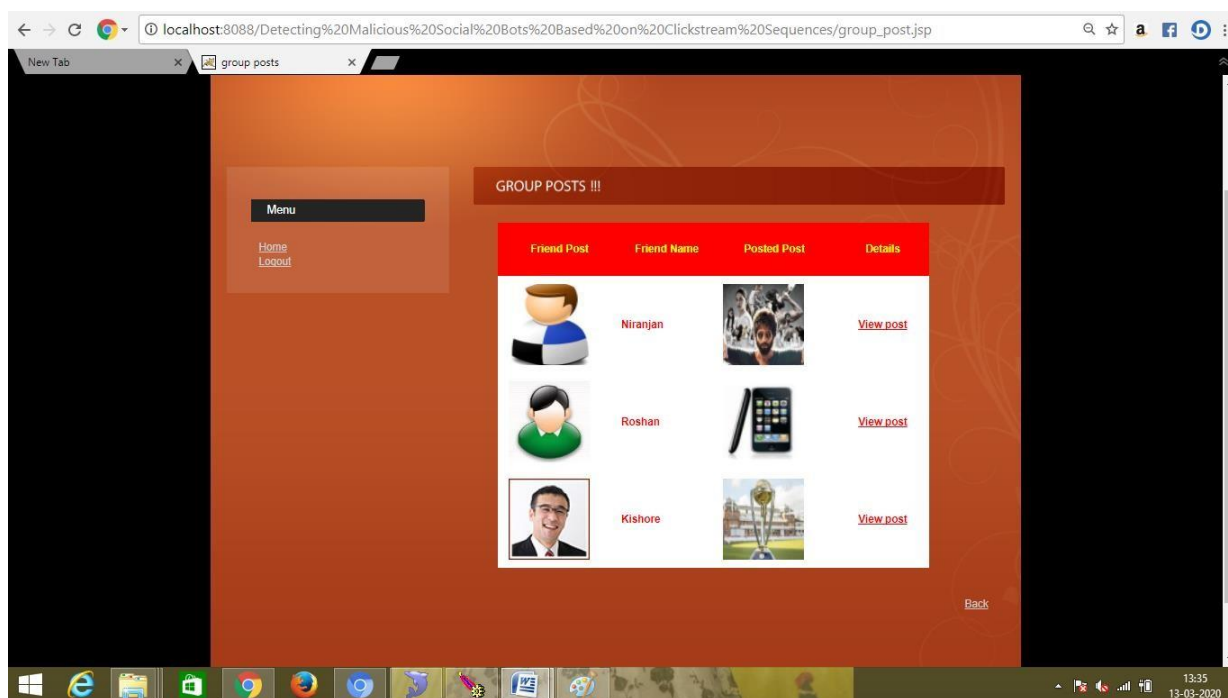 localhost:8088/Detecting%20Malicious%20Social%20Bots%20Based%20on%20Clickstream%20Sequences/group_post.jsp
New Tab
group posts
GROUP POSTS !!!
Menu
Home
Logout
Friend Post Friend Name Posted Post Details
Niranjan View post
Roshan View post
Kishore View post
Back
13:35
13-03-2020